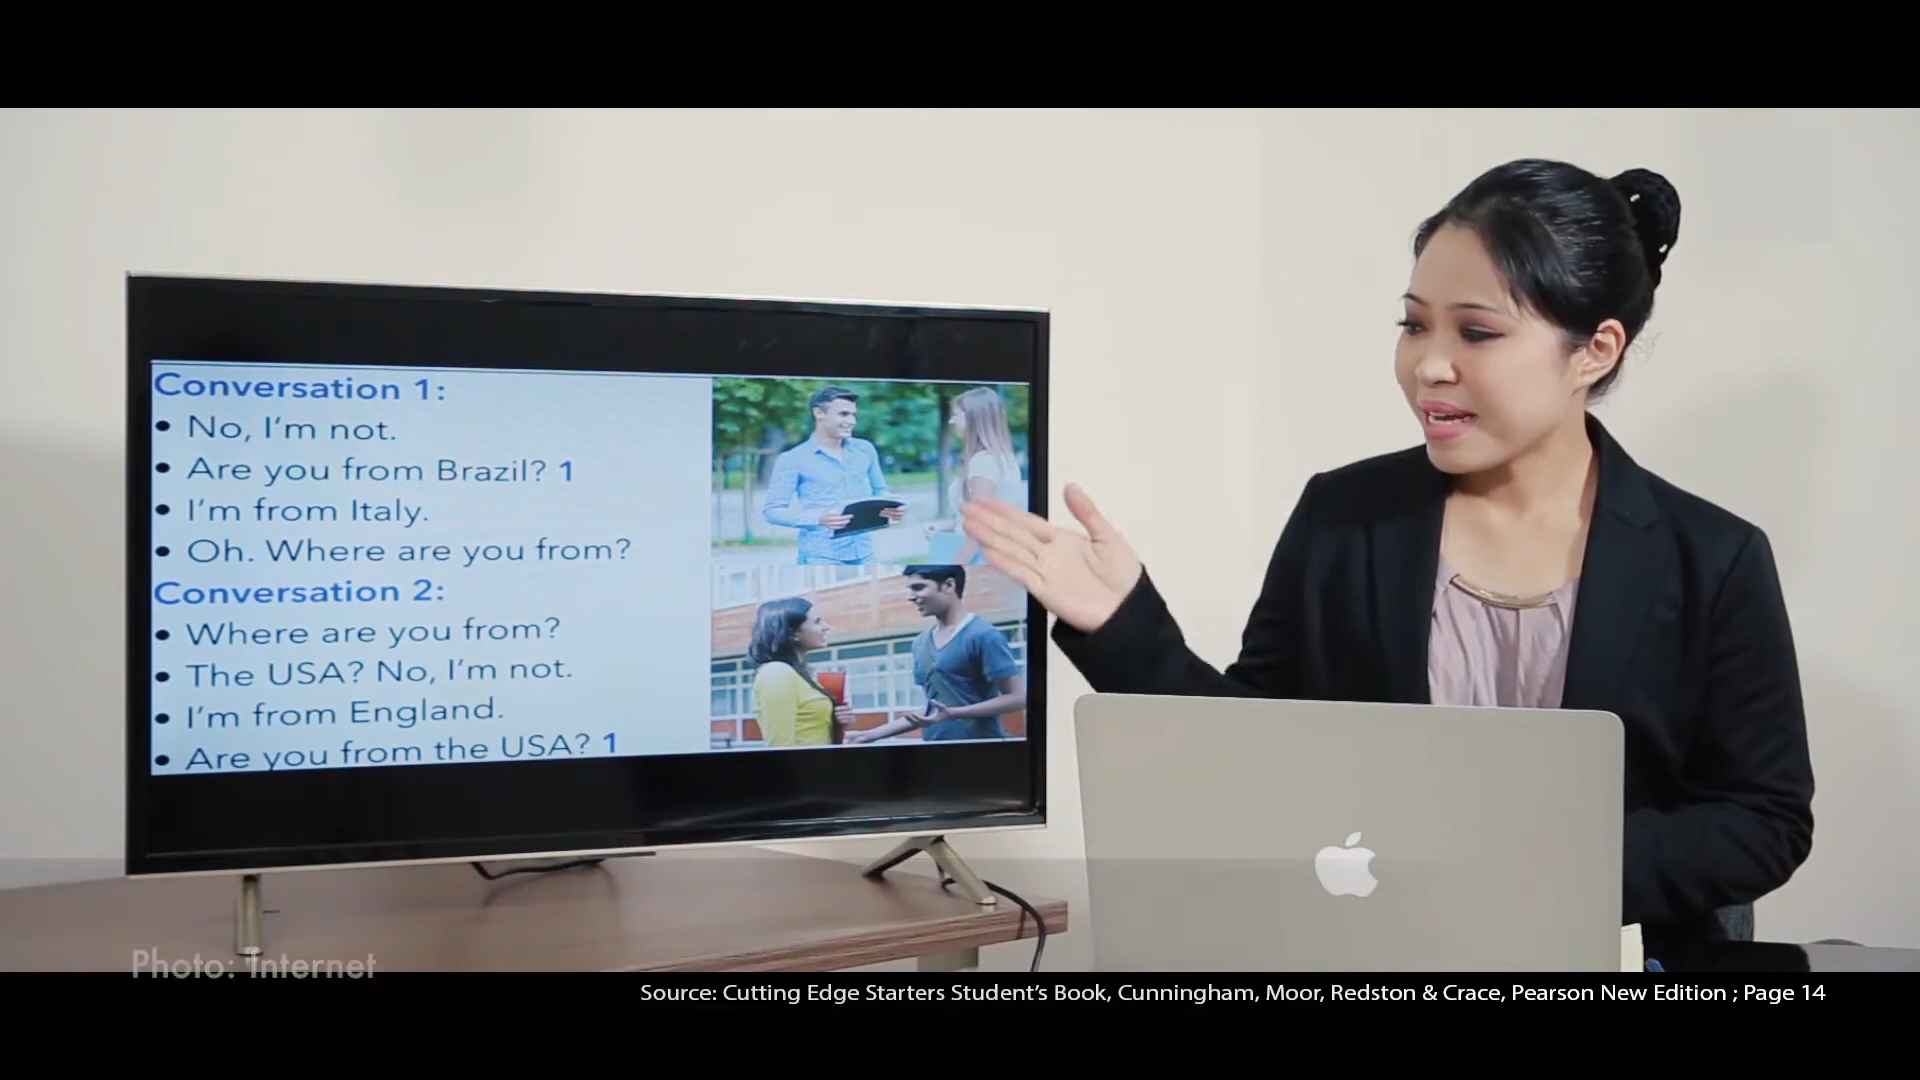 Conversation 1:
• No, I'm not.
• Are you from Brazil? 1
• I'm from Italy.
• Oh. Where are you from?
Conversation 2:
• Where are you from?
• The USA? No, I'm not.
• I'm from England.
• Are you from the USA? 1
Photo: Internet
Source: Cutting Edge Starters Student’s Book, Cunningham, Moor, Redston & Crace, Pearson New Edition ; Page 14